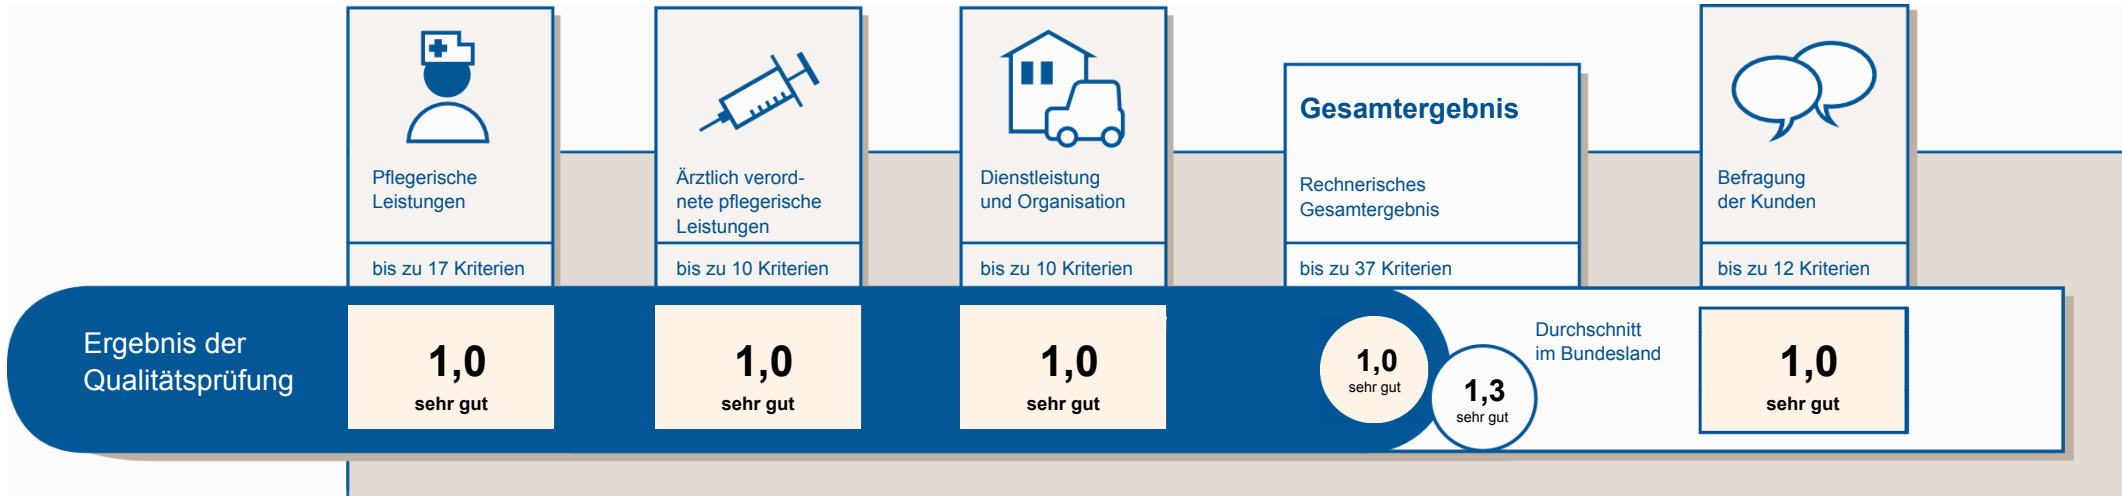 Pflegerische
Leistungen
bis zu 17 Kriterien
Ärztlich verord-
nete pflegerische
Leistungen
bis zu 10 Kriterien
Dienstleistung
und Organisation
bis zu 10 Kriterien
Gesamtergebnis
Rechnerisches
Gesamtergebnis
bis zu 37 Kriterien
Befragung
der Kunden
bis zu 12 Kriterien
Ergebnis der
Qualitätsprüfung
1,0
sehr gut
1,0
sehr gut
1,0
sehr gut
1,0
sehr gut
1,3
sehr gut
Durchschnitt
im Bundesland
1,0
sehr gut